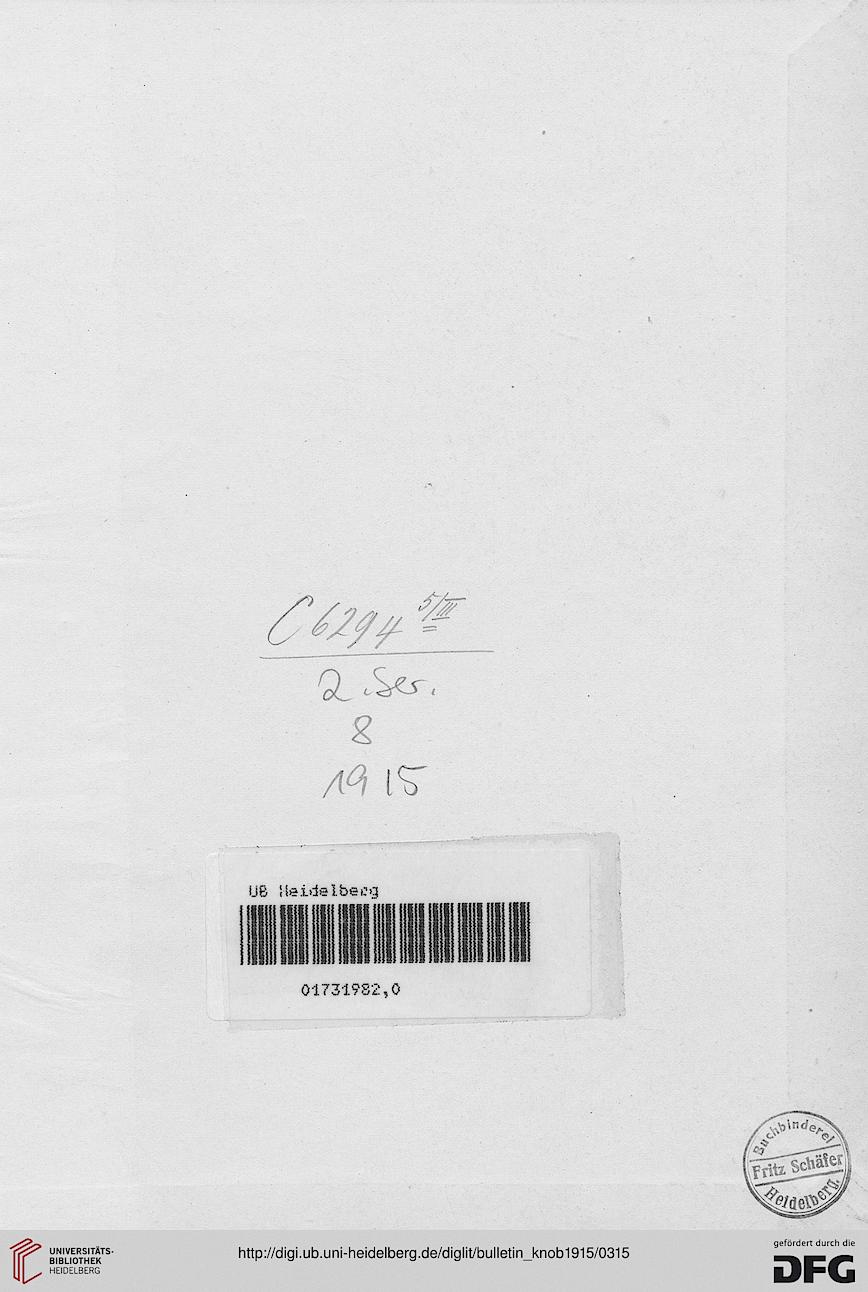 C 6294 5/III
2. Ser.
8
1915
UB Heidelberg
01731982,0
Buchbinderei
Fritz Schäfer
Heidelberg.
UNIVERSITÄTS-
BIBLIOTHEK
HEIDELBERG
http://digi.ub.uni-heidelberg.de/diglit/bulletin_knob1915/0315
gefördert durch die
DFG